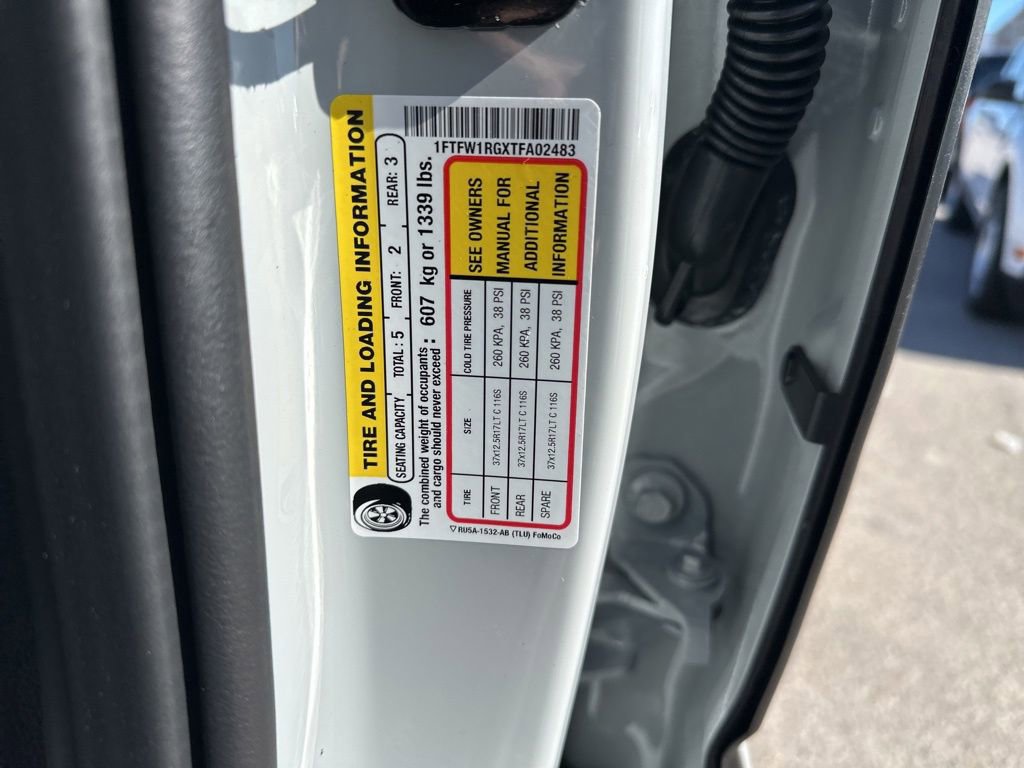 1FTFW1RGXTFA02483
TIRE AND LOADING INFORMATION
SEATING CAPACITY TOTAL : 5 FRONT: 2 REAR: 3
The combined weight of occupants
and cargo should never exceed : 607 kg or 1339 lbs.
TIRE SIZE COLD TIRE PRESSURE
FRONT 37x12.5R17LT C 116S 260 KPA, 38 PSI
REAR 37x12.5R17LT C 116S 260 KPA, 38 PSI
SPARE 37x12.5R17LT C 116S 260 KPA, 38 PSI
SEE OWNERS
MANUAL FOR
ADDITIONAL
INFORMATION
▽ RU5A-1532-AB (TLU) FoMoCo